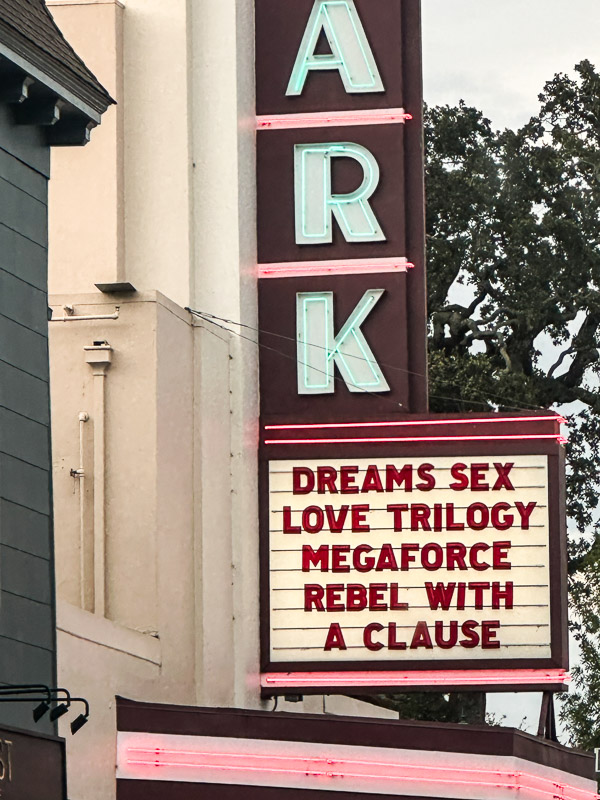 ARK
DREAMS SEX
LOVE TRILOGY
MEGAFORCE
REBEL WITH
A CLAUSE